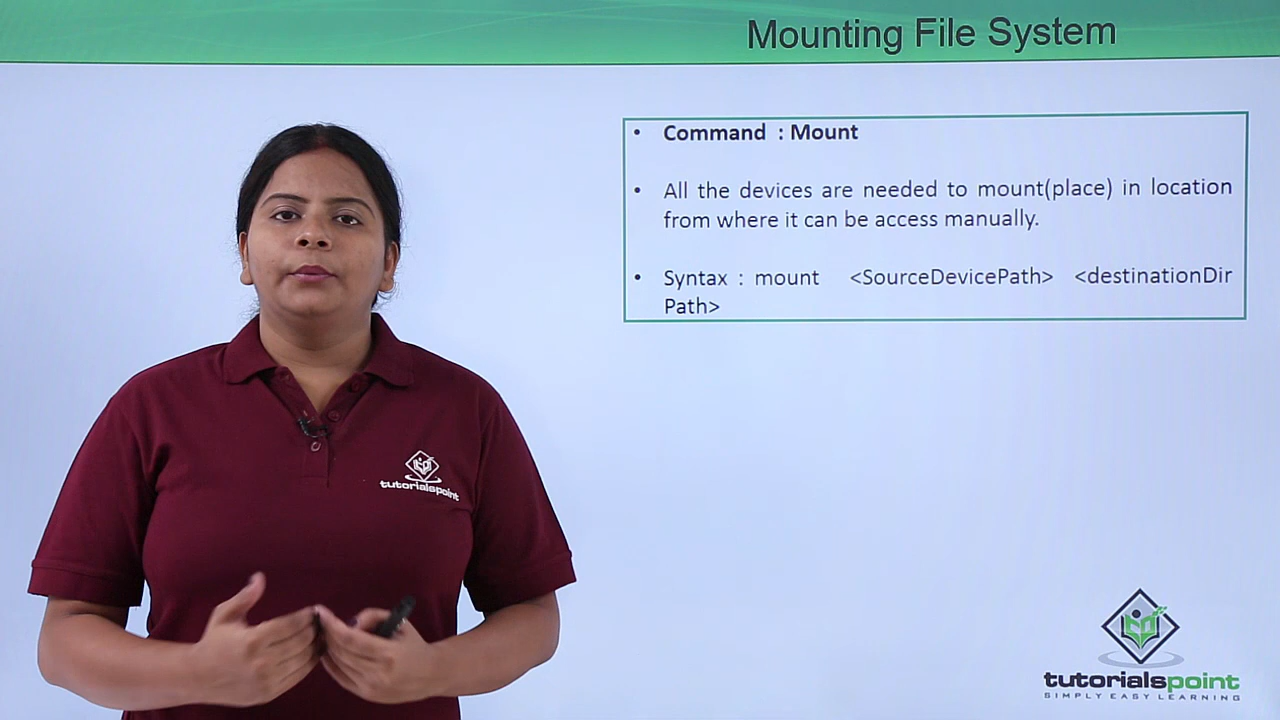 Mounting File System
• Command : Mount
• All the devices are needed to mount(place) in location
from where it can be access manually.
• Syntax : mount <SourceDevicePath> <destinationDir
Path>
tutorialspoint
tutorialspoint
SIMPLY EASY LEARNING